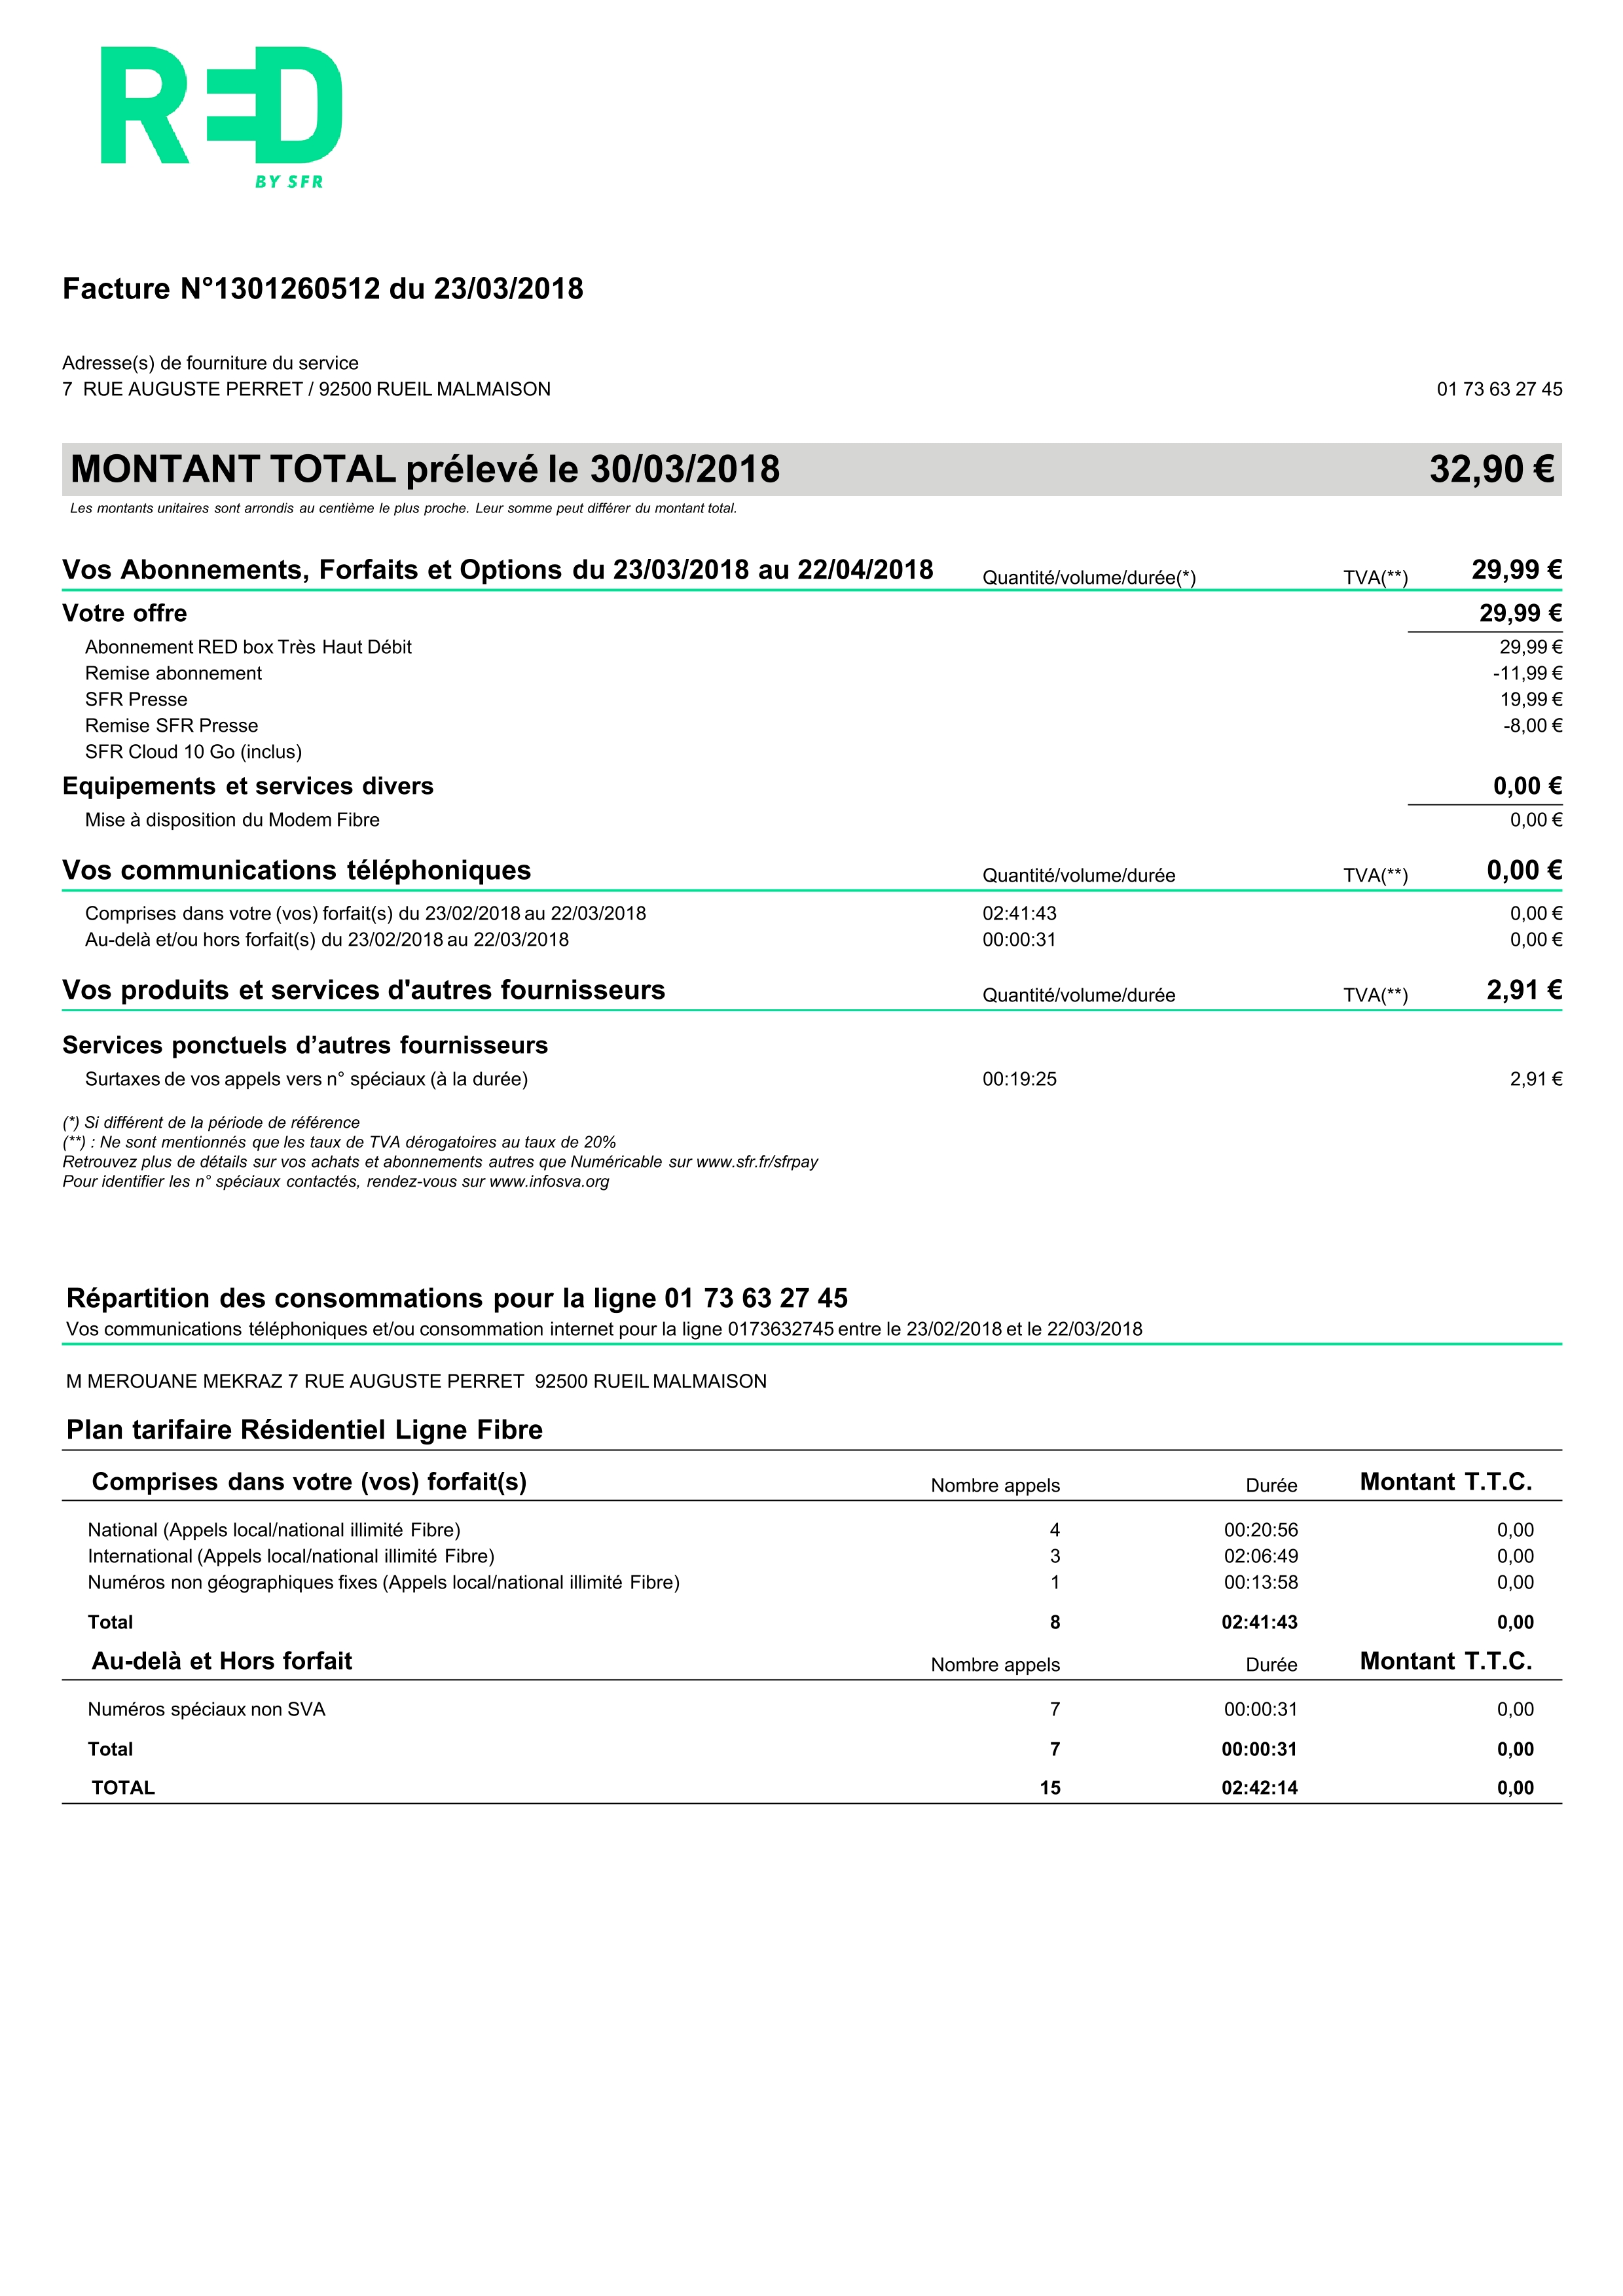 RED
BY SFR
Facture N°1301260512 du 23/03/2018
Adresse(s) de fourniture du service
7 RUE AUGUSTE PERRET / 92500 RUEIL MALMAISON 01 73 63 27 45
MONTANT TOTAL prélevé le 30/03/2018 32,90 €
Les montants unitaires sont arrondis au centième le plus proche. Leur somme peut différer du montant total.
Vos Abonnements, Forfaits et Options du 23/03/2018 au 22/04/2018 Quantité/volume/durée(*) TVA(**) 29,99 €
Votre offre 29,99 €
Abonnement RED box Très Haut Débit 29,99 €
Remise abonnement -11,99 €
SFR Presse 19,99 €
Remise SFR Presse -8,00 €
SFR Cloud 10 Go (inclus)
Equipements et services divers 0,00 €
Mise à disposition du Modem Fibre 0,00 €
Vos communications téléphoniques Quantité/volume/durée TVA(**) 0,00 €
Comprises dans votre (vos) forfait(s) du 23/02/2018 au 22/03/2018 02:41:43 0,00 €
Au-delà et/ou hors forfait(s) du 23/02/2018 au 22/03/2018 00:00:31 0,00 €
Vos produits et services d'autres fournisseurs Quantité/volume/durée TVA(**) 2,91 €
Services ponctuels d’autres fournisseurs
Surtaxes de vos appels vers n° spéciaux (à la durée) 00:19:25 2,91 €
(*) Si différent de la période de référence
(**) : Ne sont mentionnés que les taux de TVA dérogatoires au taux de 20%
Retrouvez plus de détails sur vos achats et abonnements autres que Numéricable sur www.sfr.fr/sfrpay
Pour identifier les n° spéciaux contactés, rendez-vous sur www.infosva.org
Répartition des consommations pour la ligne 01 73 63 27 45
Vos communications téléphoniques et/ou consommation internet pour la ligne 0173632745 entre le 23/02/2018 et le 22/03/2018
M MEROUANE MEKRAZ 7 RUE AUGUSTE PERRET 92500 RUEIL MALMAISON
Plan tarifaire Résidentiel Ligne Fibre
Comprises dans votre (vos) forfait(s) Nombre appels Durée Montant T.T.C.
National (Appels local/national illimité Fibre) 4 00:20:56 0,00
International (Appels local/national illimité Fibre) 3 02:06:49 0,00
Numéros non géographiques fixes (Appels local/national illimité Fibre) 1 00:13:58 0,00
Total 8 02:41:43 0,00
Au-delà et Hors forfait Nombre appels Durée Montant T.T.C.
Numéros spéciaux non SVA 7 00:00:31 0,00
Total 7 00:00:31 0,00
TOTAL 15 02:42:14 0,00